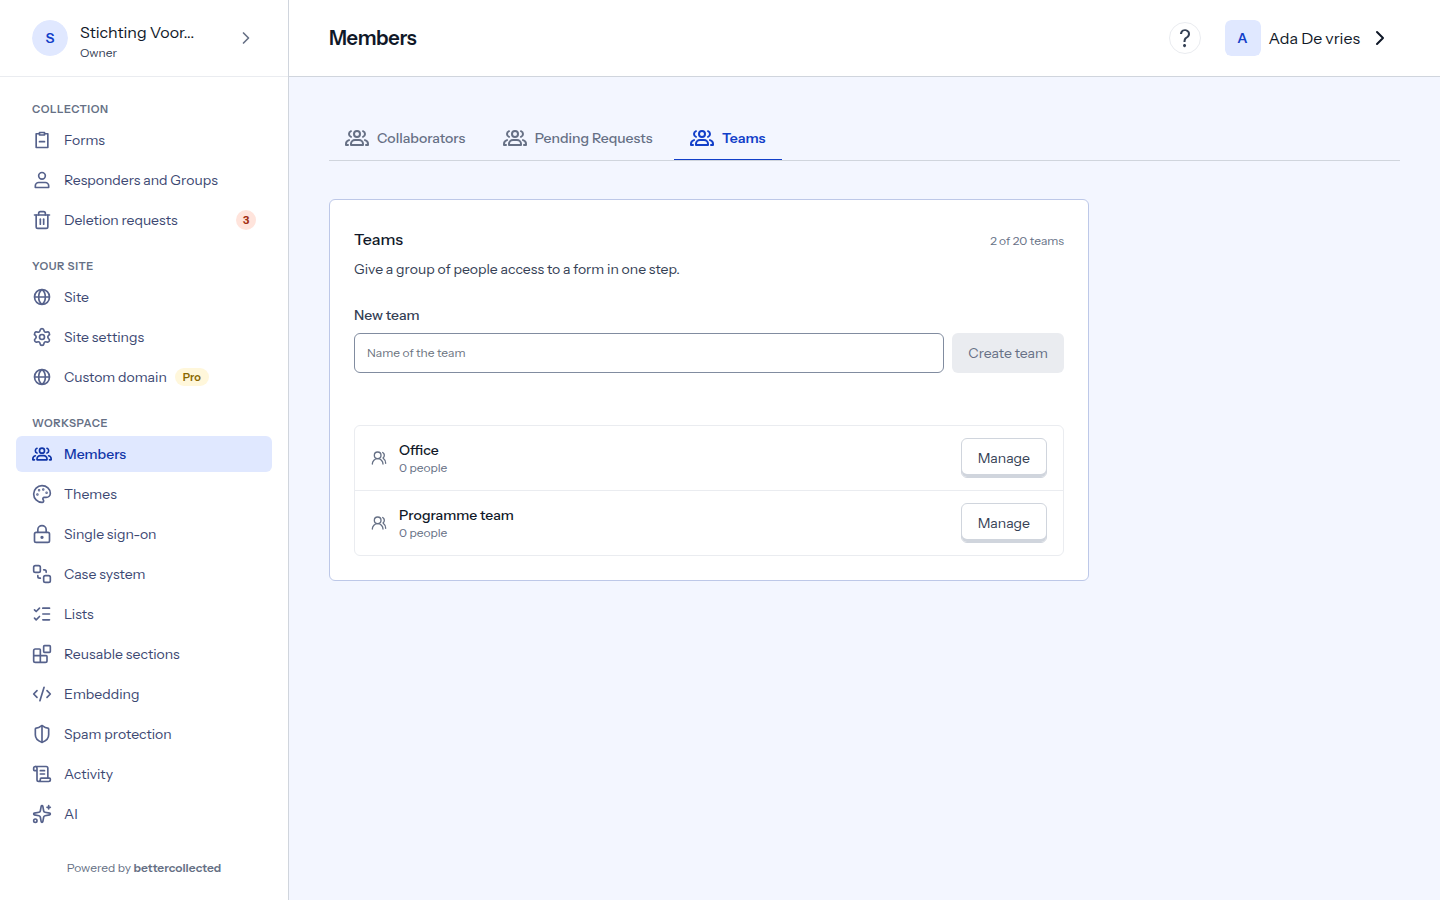 S
Stichting Voor...
Owner
Members
?
A
Ada De vries
COLLECTION
Forms
Responders and Groups
Deletion requests
3
YOUR SITE
Site
Site settings
Custom domain
Pro
WORKSPACE
Members
Themes
Single sign-on
Case system
Lists
Reusable sections
Embedding
Spam protection
Activity
AI
Powered by bettercollected
Collaborators
Pending Requests
Teams
Teams
2 of 20 teams
Give a group of people access to a form in one step.
New team
Name of the team
Create team
Office
0 people
Manage
Programme team
0 people
Manage